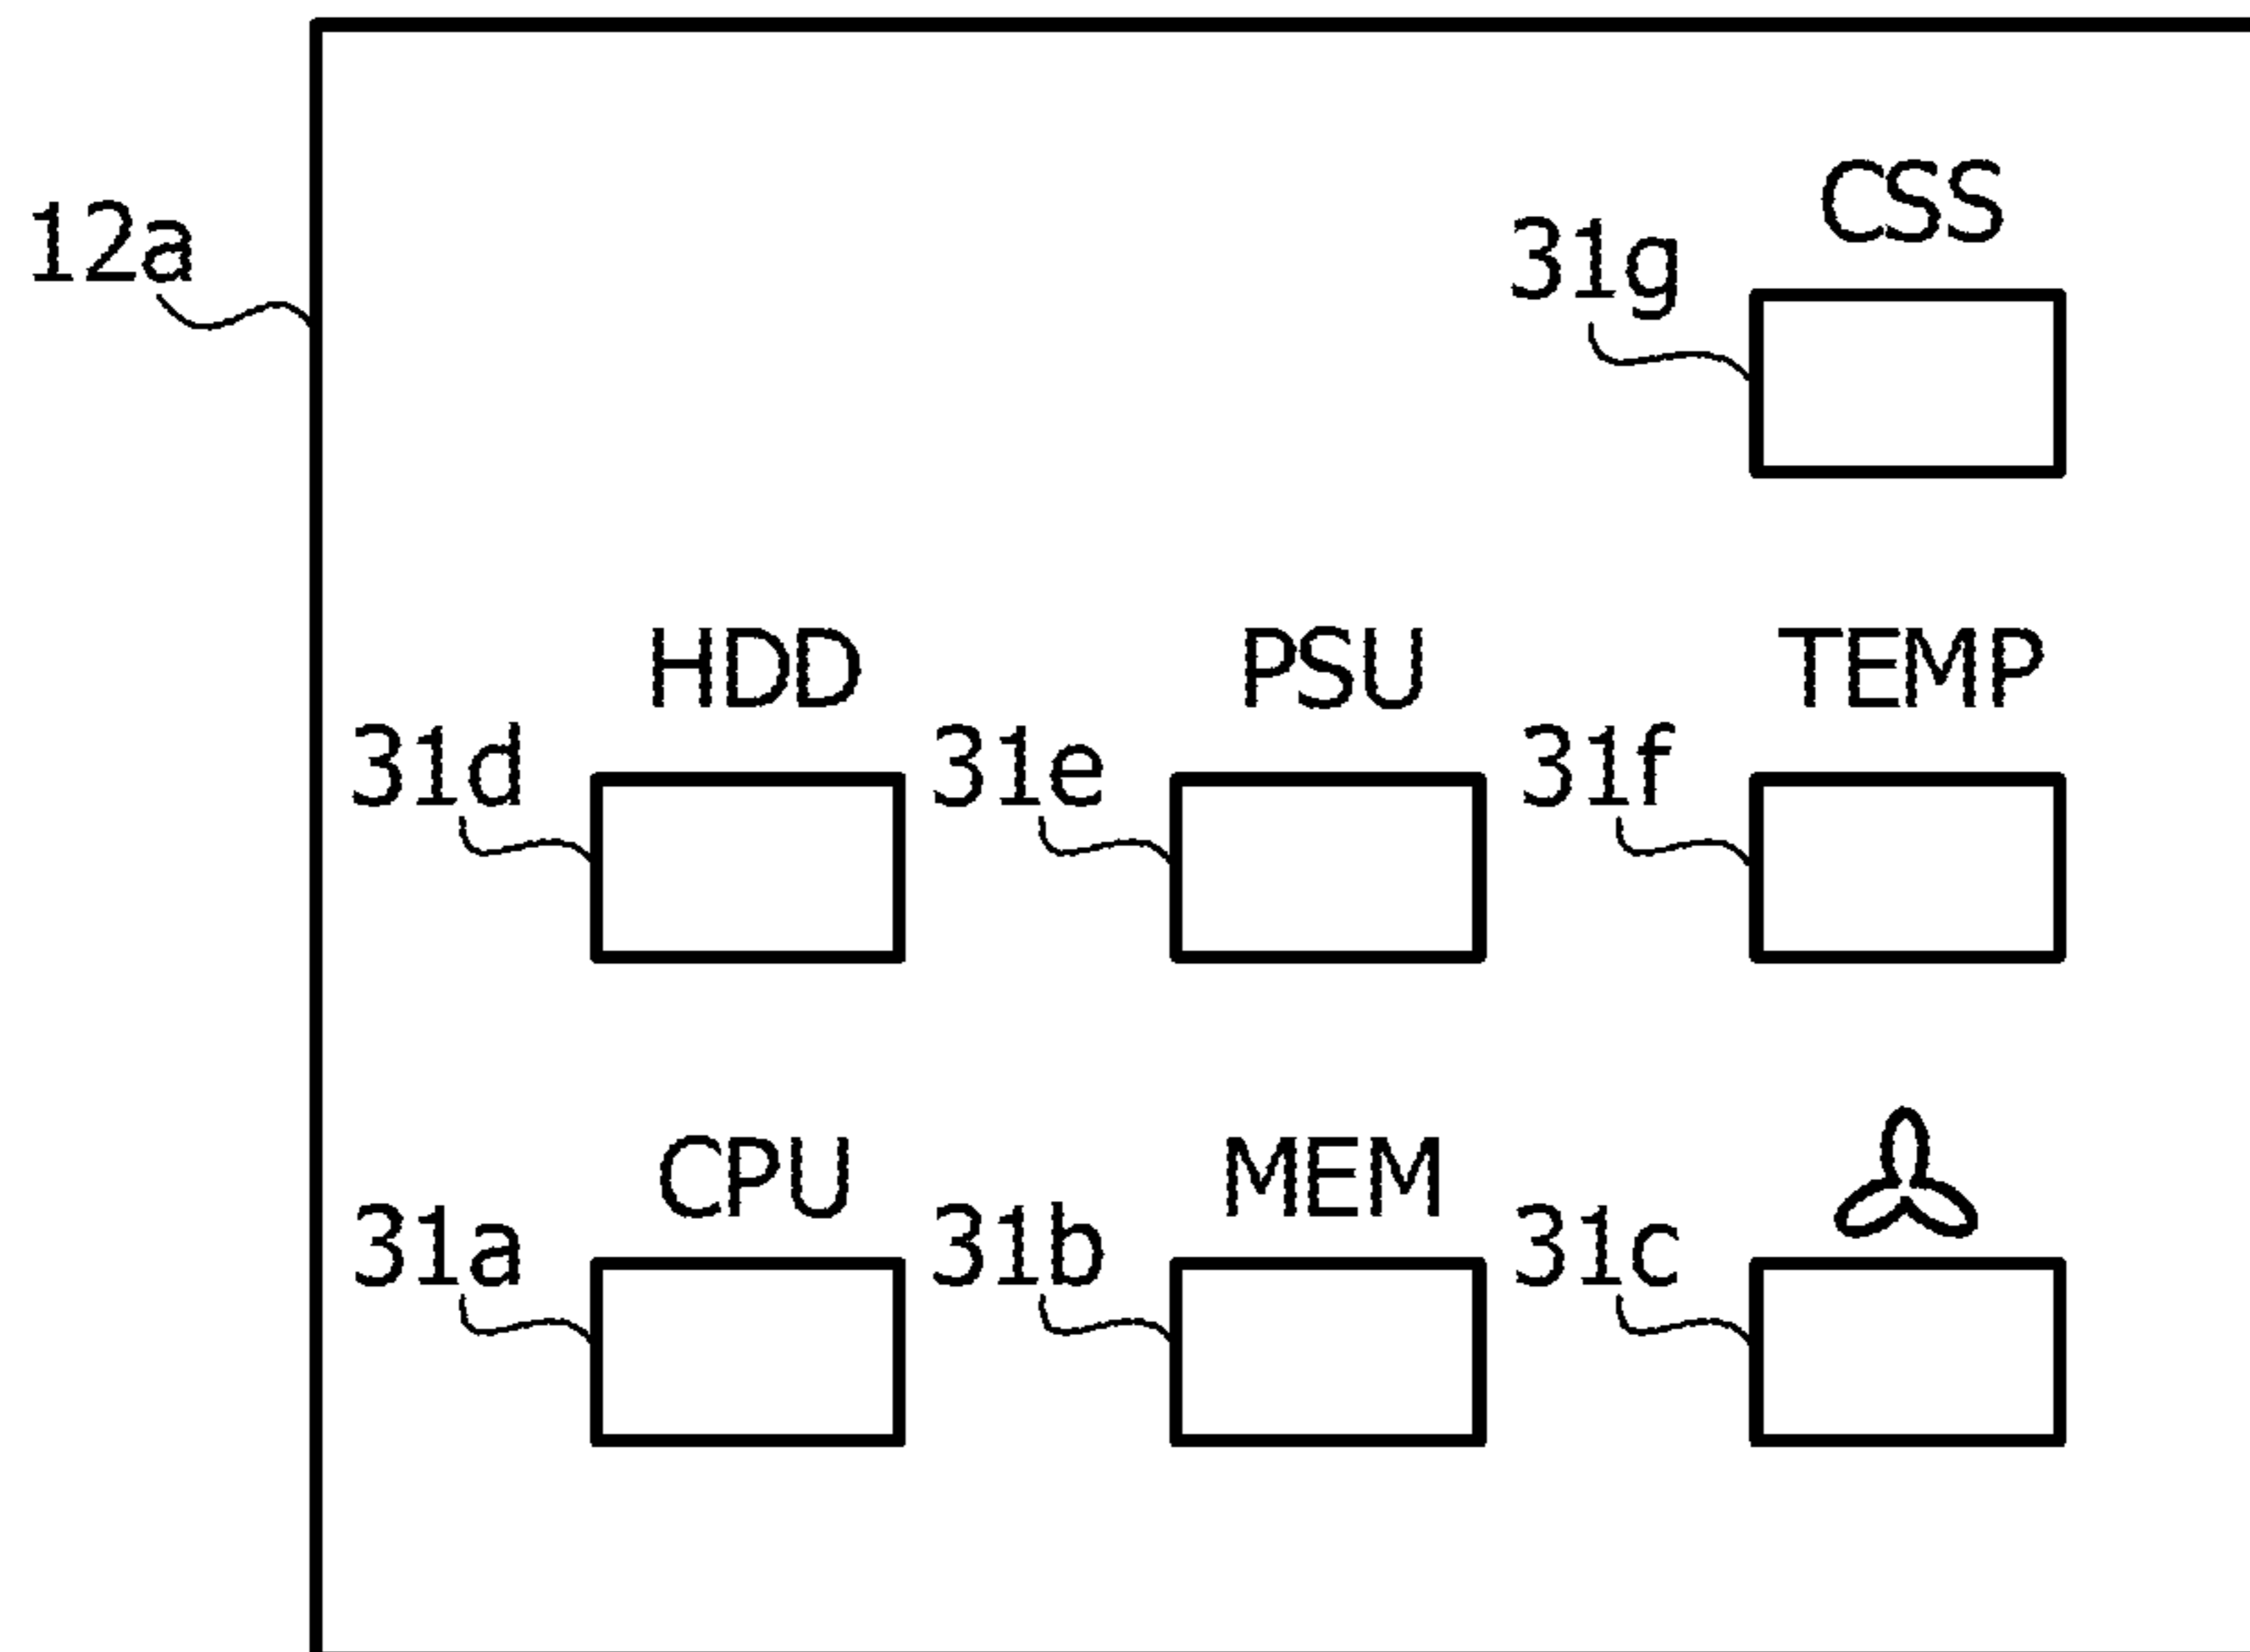 12a
CSS
31g
HDD PSU TEMP
31d 31e 31f
CPU MEM
31a 31b 31c